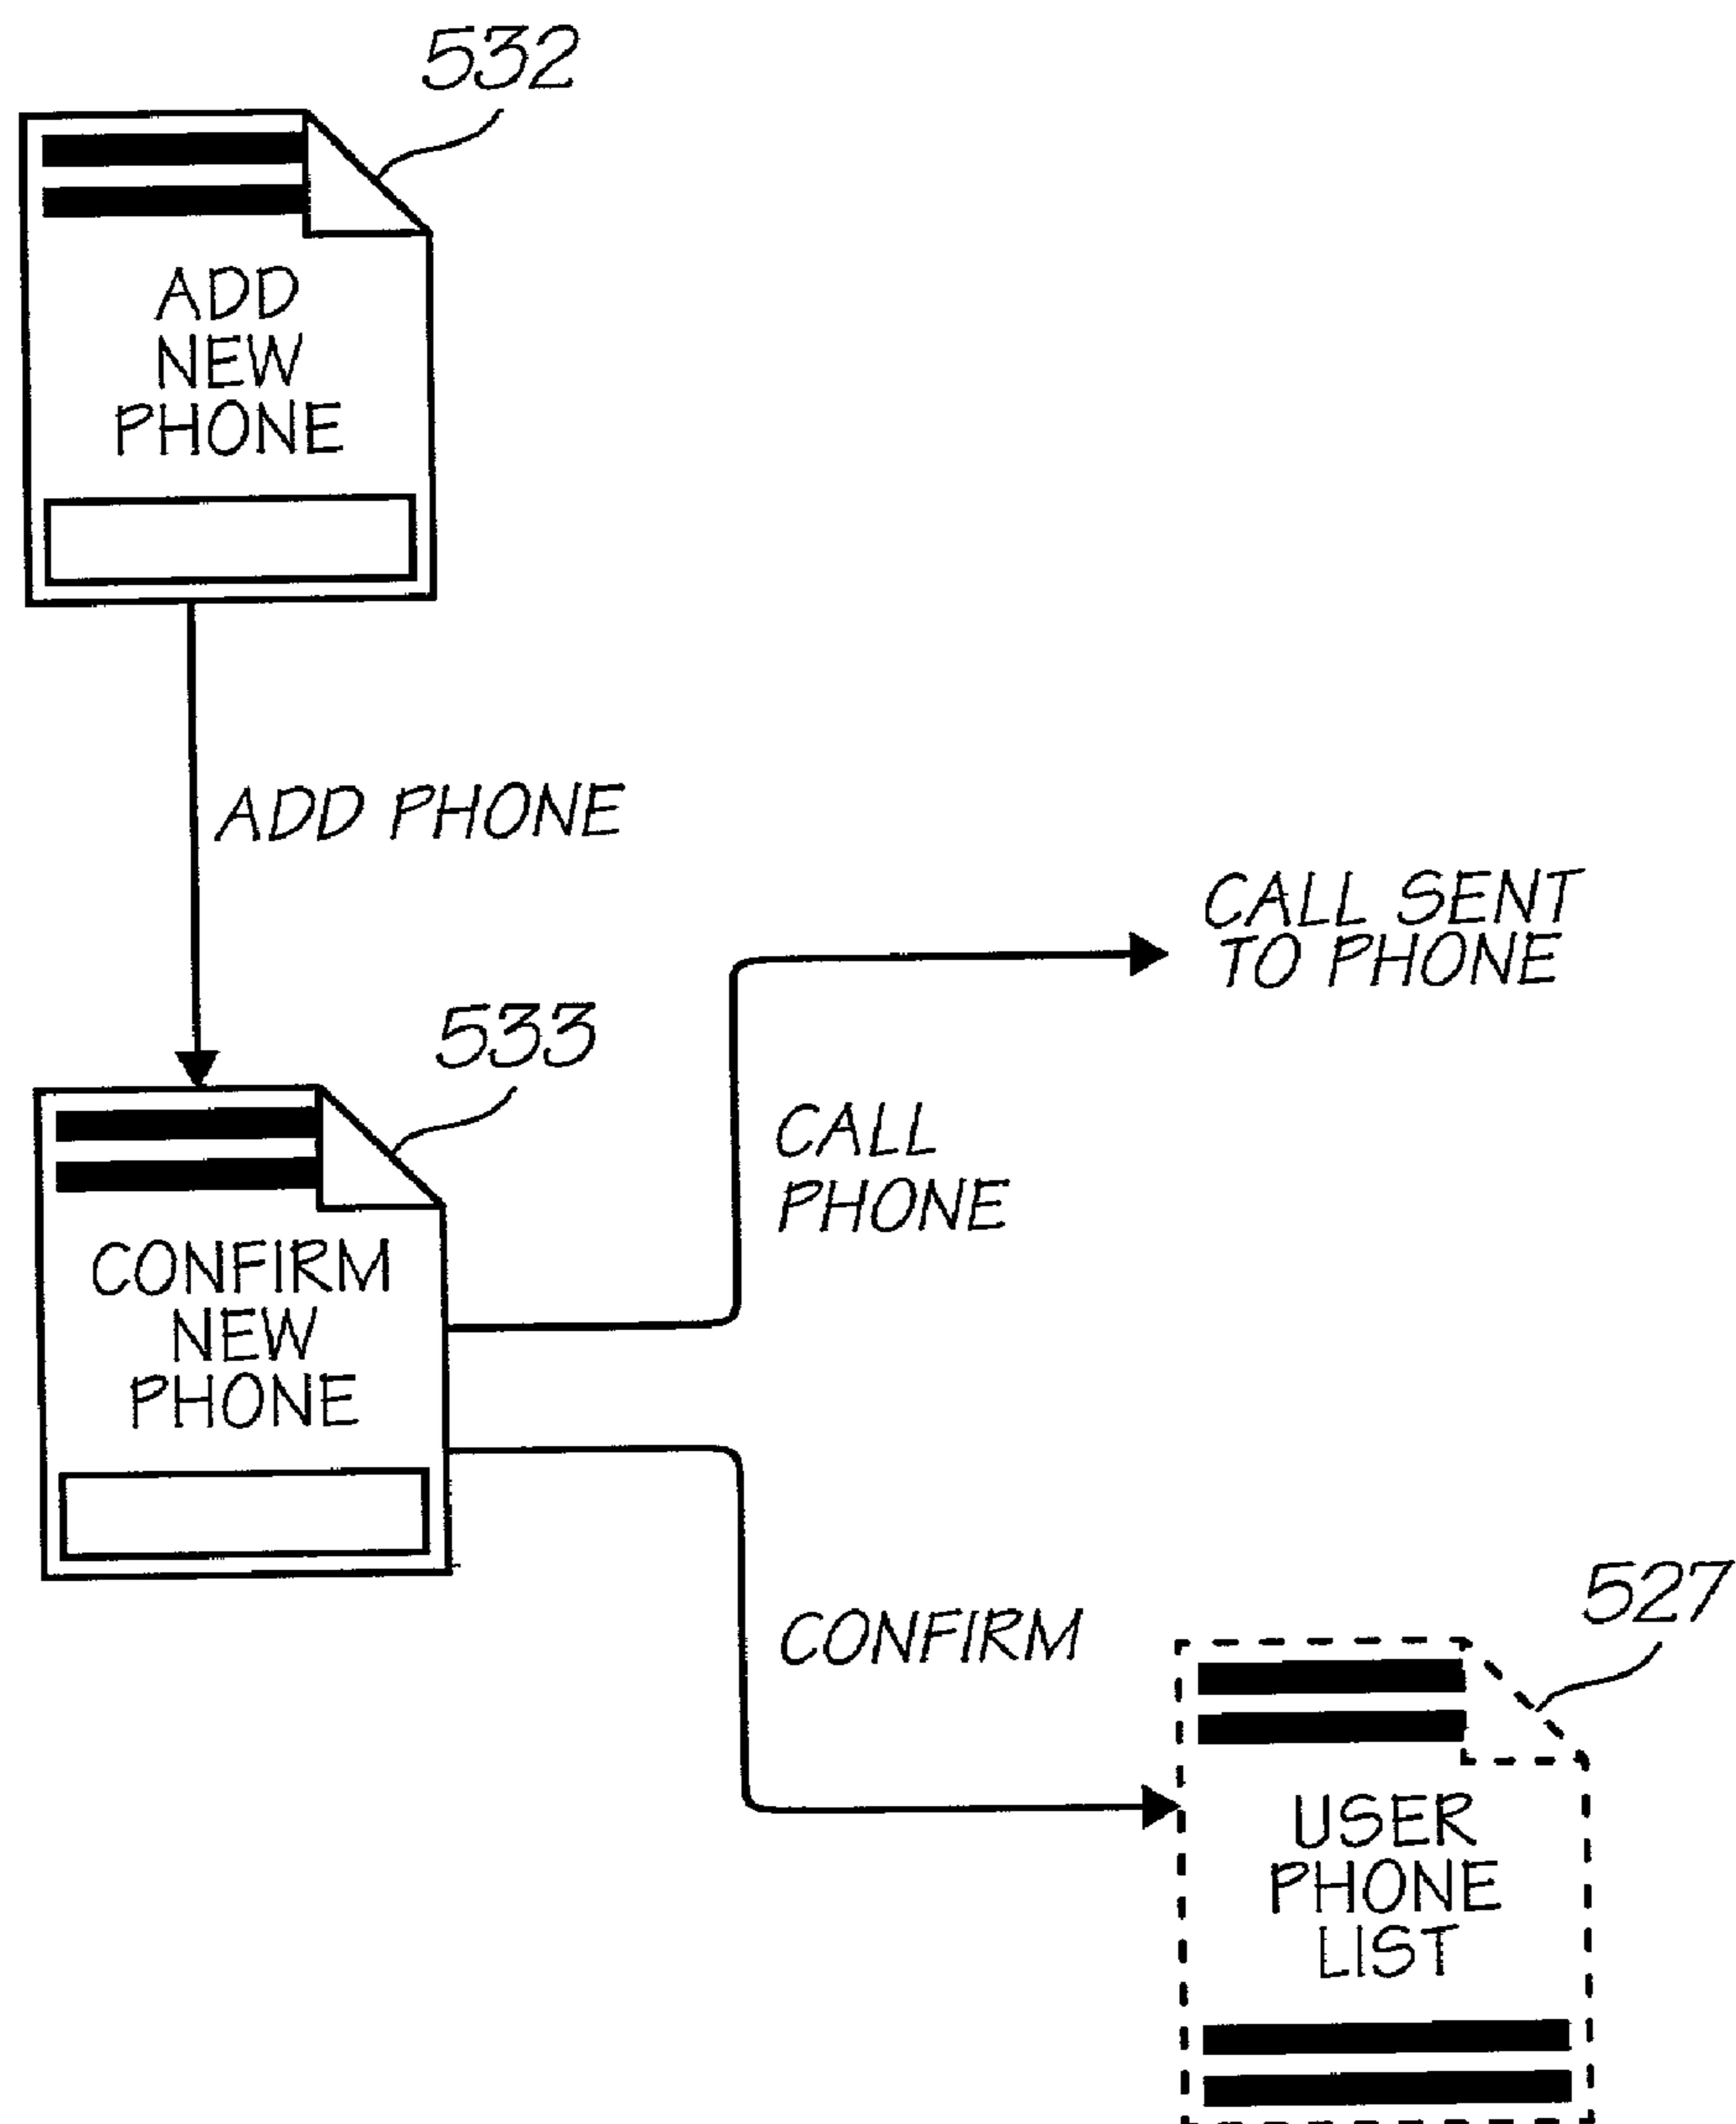 532
ADD
NEW
PHONE
ADD PHONE
CALL SENT
TO PHONE
533
CALL
PHONE
CONFIRM
NEW
PHONE
CONFIRM
527
USER
PHONE
LIST